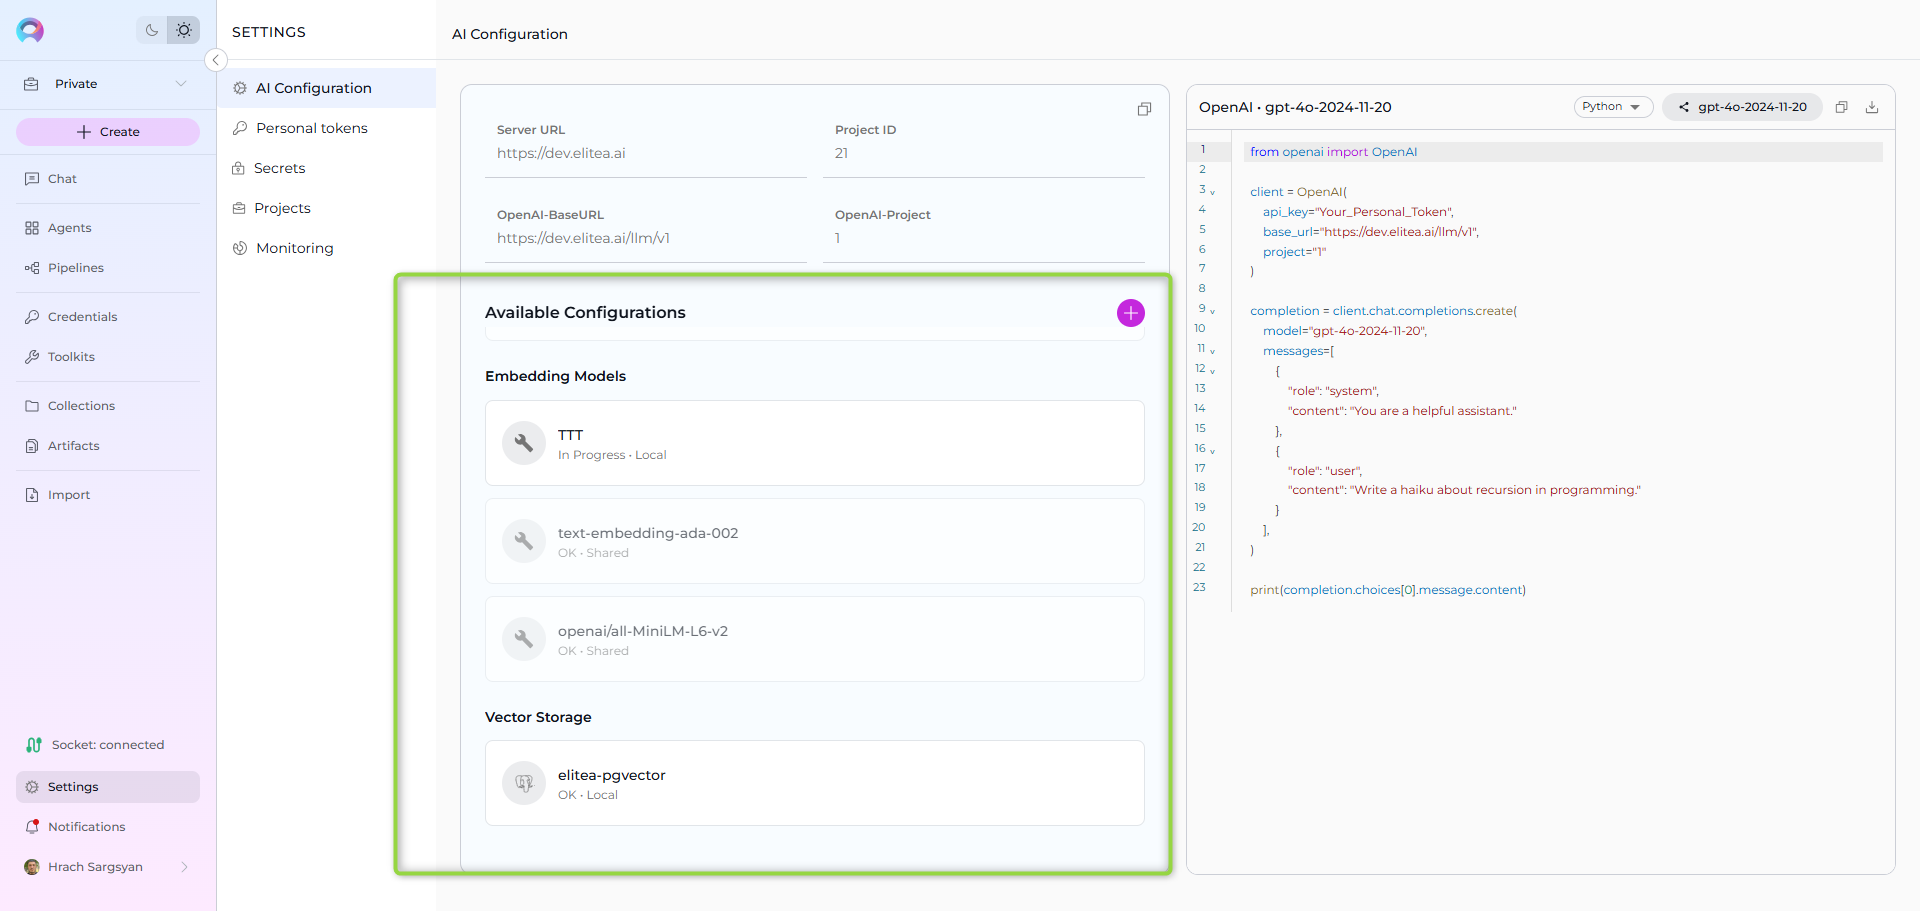 Private
Create
Chat
Agents
Pipelines
Credentials
Toolkits
Collections
Artifacts
Import
Socket: connected
Settings
Notifications
Hrach Sargsyan
SETTINGS
AI Configuration
Personal tokens
Secrets
Projects
Monitoring
AI Configuration
Server URL
https://dev.elitea.ai
Project ID
21
OpenAI-BaseURL
https://dev.elitea.ai/llm/v1
OpenAI-Project
1
Available Configurations
Embedding Models
TTT
In Progress • Local
text-embedding-ada-002
OK • Shared
openai/all-MiniLM-L6-v2
OK • Shared
Vector Storage
elitea-pgvector
OK • Local
OpenAI • gpt-4o-2024-11-20
Python
gpt-4o-2024-11-20
1 from openai import OpenAI
2
3 client = OpenAI(
4 api_key="Your_Personal_Token",
5 base_url="https://dev.elitea.ai/llm/v1",
6 project="1"
7 )
8
9 completion = client.chat.completions.create(
10 model="gpt-4o-2024-11-20",
11 messages=[
12 {
13 "role": "system",
14 "content": "You are a helpful assistant."
15 },
16 {
17 "role": "user",
18 "content": "Write a haiku about recursion in programming."
19 }
20 ],
21 )
22
23 print(completion.choices[0].message.content)